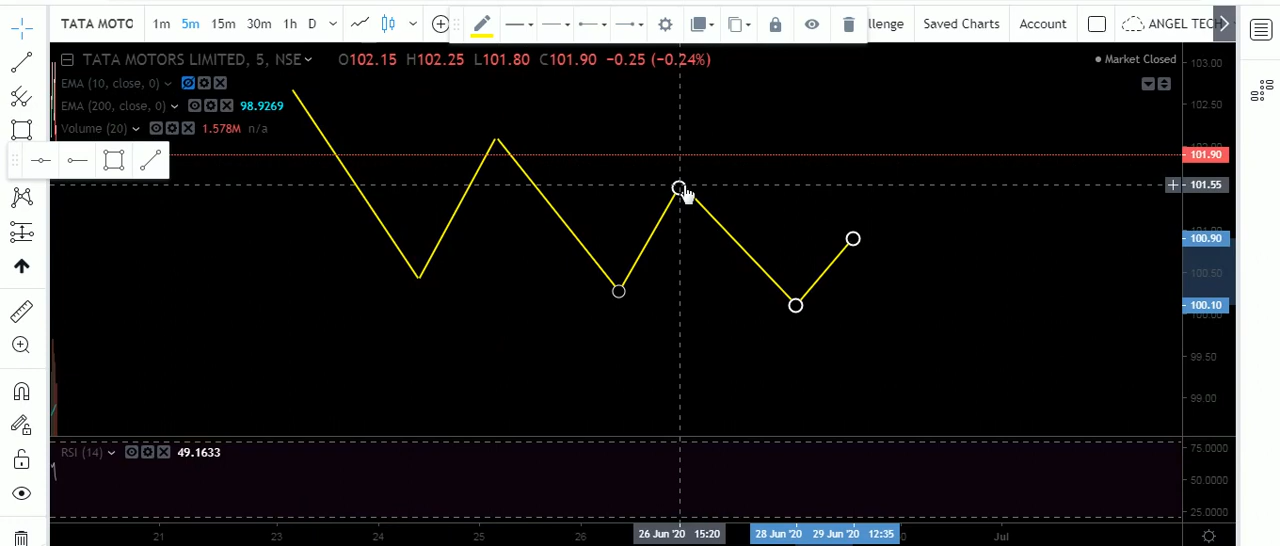 TATA MOTO 1m 5m 15m 30m 1h D llenge Saved Charts Account ANGEL TECH
TATA MOTORS LIMITED, 5, NSE O102.15 H102.25 L101.80 C101.90 −0.25 (−0.24%) Market Closed
EMA (10, close, 0)
EMA (200, close, 0) 98.9269
Volume (20) 1.578M n/a
103.00
102.50
101.90
101.55
100.90
100.50
100.10
100.00
99.50
99.00
RSI (14) 49.1633
75.0000
50.0000
25.0000
21 24 25 26 26 Jun '20 15:20 28 Jun '20 29 Jun '20 12:35 Jul